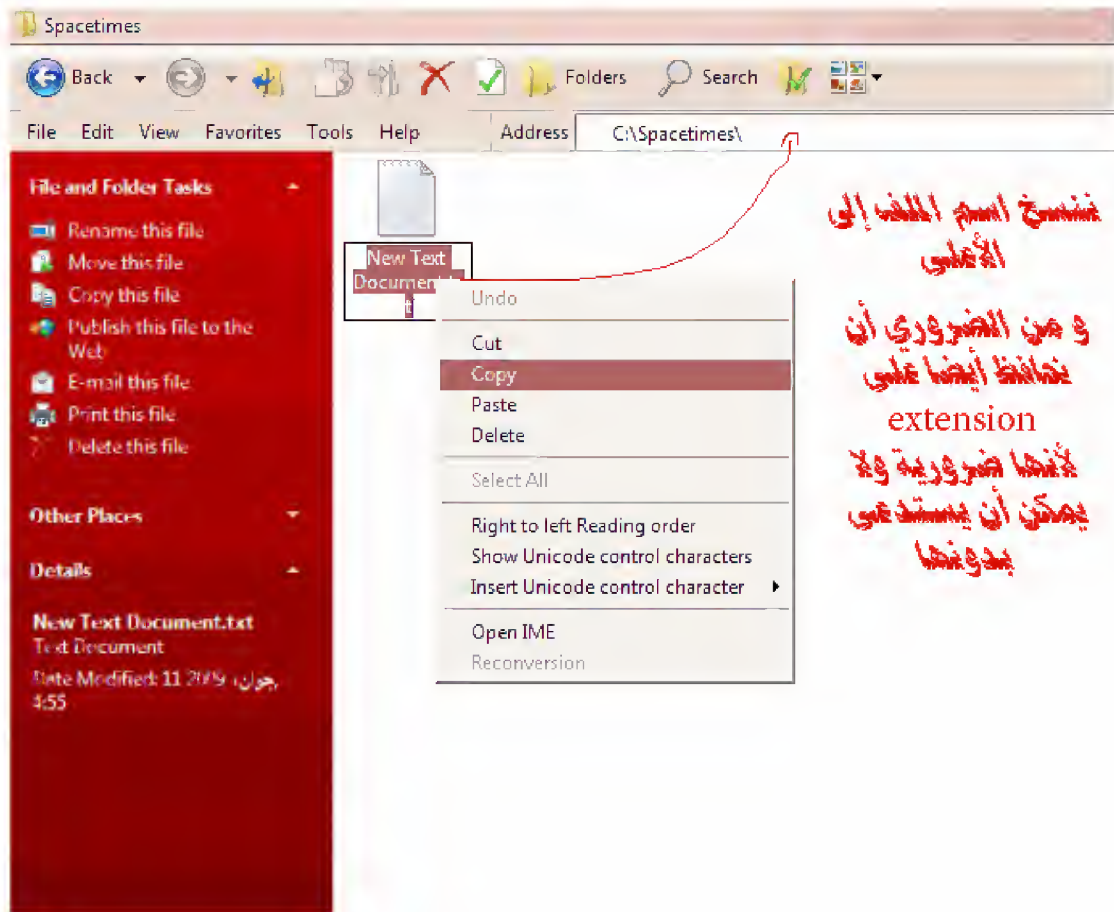 Spacetimes
Back
Folders
Search
File Edit View Favorites Tools Help Address C:\Spacetimes\
File and Folder Tasks
Rename this file
Move this file
Copy this file
Publish this file to the
Web
E-mail this file
Print this file
Delete this file
Other Places
Details
New Text Document.txt
Text Document
Date Modified: 11 جوان، 2009,
4:55
New Text
Document.t
t
Undo
Cut
Copy
Paste
Delete
Select All
Right to left Reading order
Show Unicode control characters
Insert Unicode control character
Open IME
Reconversion
ننسخ اسم الملف إلى
الأعلى
و من الضروري أن
نحافظ أيضا على
extension
لأنها ضرورية ولا
يمكن أن يستدعى
بدونها